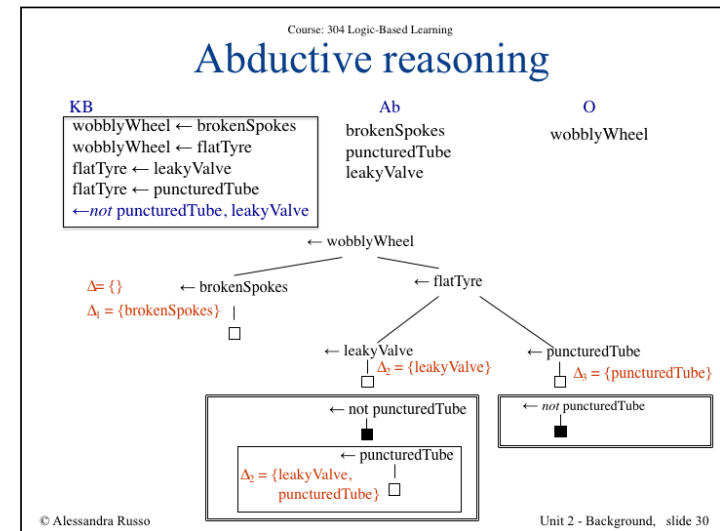 Course: 304 Logic-Based Learning
Abductive reasoning
KB
wobblyWheel ← brokenSpokes
wobblyWheel ← flatTyre
flatTyre ← leakyValve
flatTyre ← puncturedTube
←not puncturedTube, leakyValve
Ab
brokenSpokes
puncturedTube
leakyValve
O
wobblyWheel
← wobblyWheel
Δ= {}
← brokenSpokes
← flatTyre
Δ₁ = {brokenSpokes}
← leakyValve
← puncturedTube
Δ₂ = {leakyValve}
Δ₃ = {puncturedTube}
← not puncturedTube
← not puncturedTube
← puncturedTube
Δ₂ = {leakyValve,
puncturedTube}
© Alessandra Russo
Unit 2 - Background, slide 30